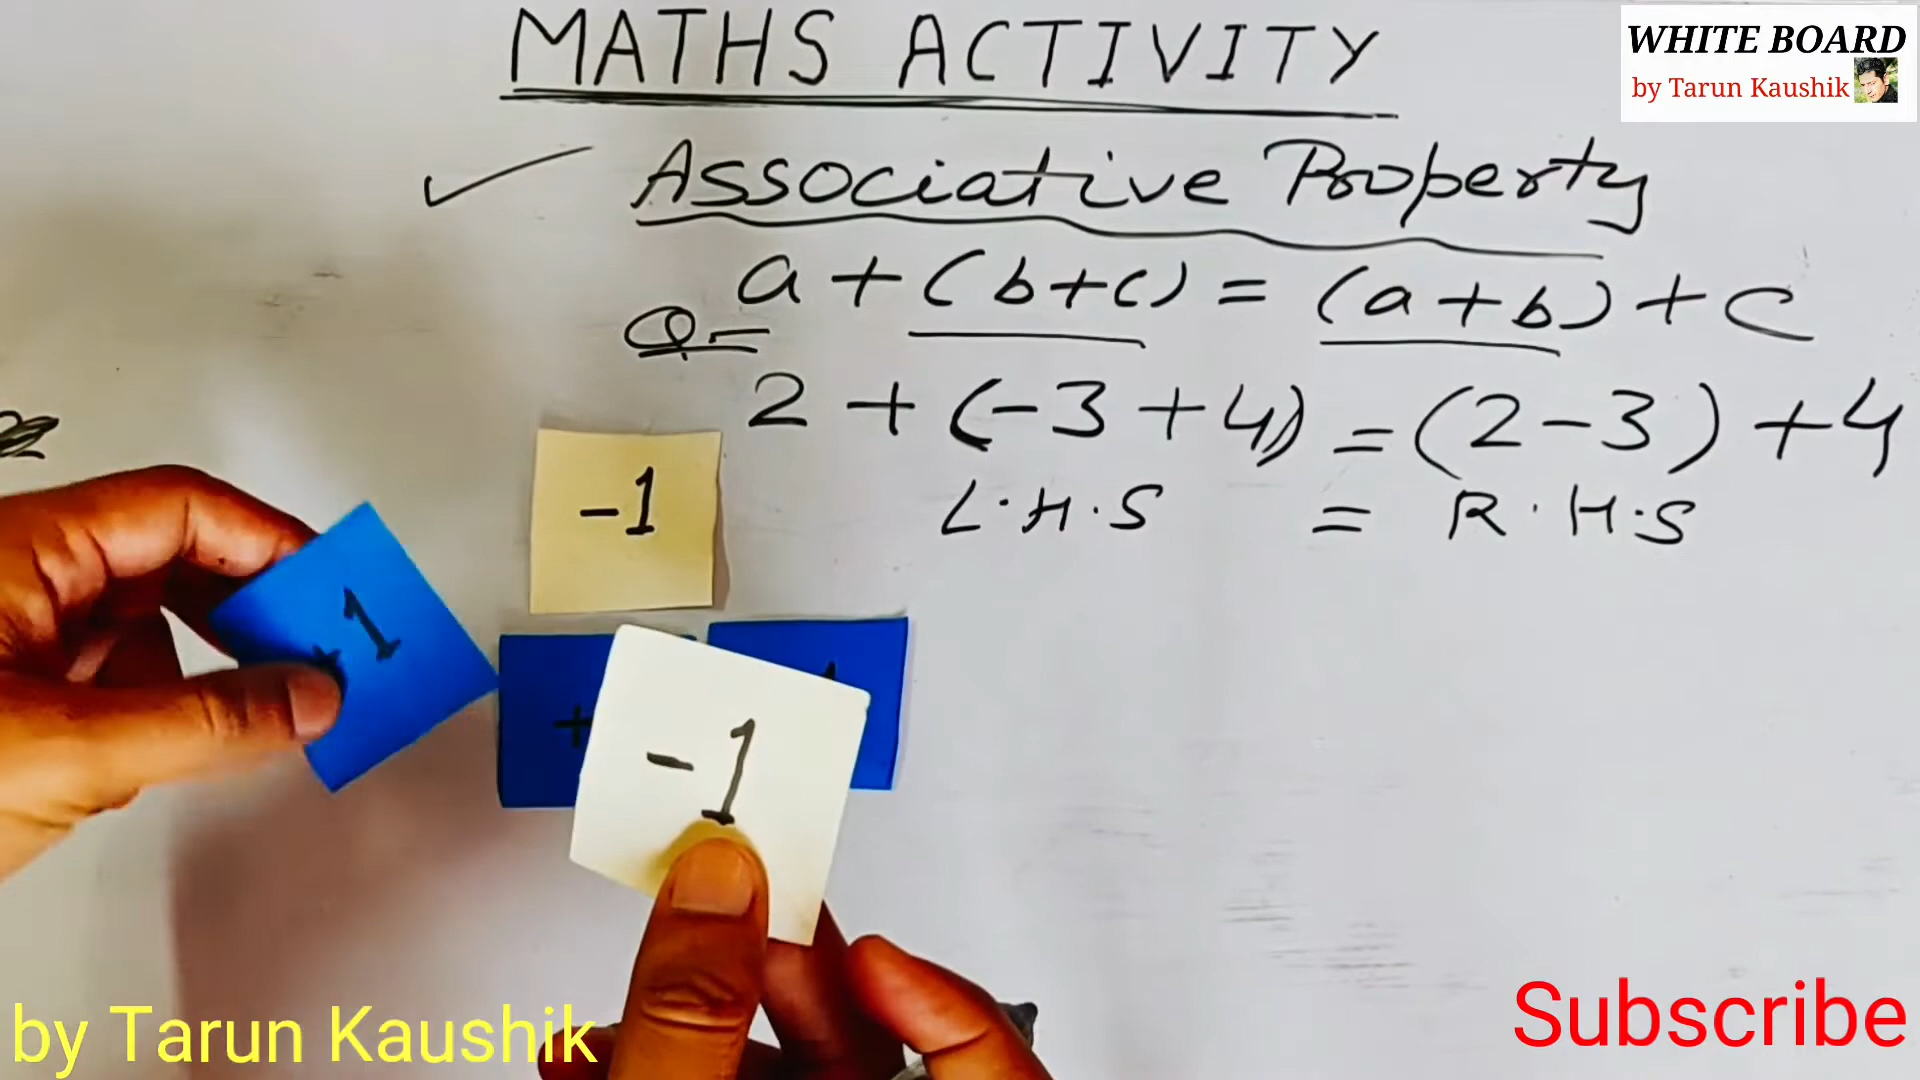 MATHS ACTIVITY
WHITE BOARD
by Tarun Kaushik
Associative Property
a + (b+c) = (a+b) + c
Q=
2 + (-3+4) = (2-3) + 4
L.H.S = R.H.S
-1
+1
+
-1
by Tarun Kaushik
Subscribe